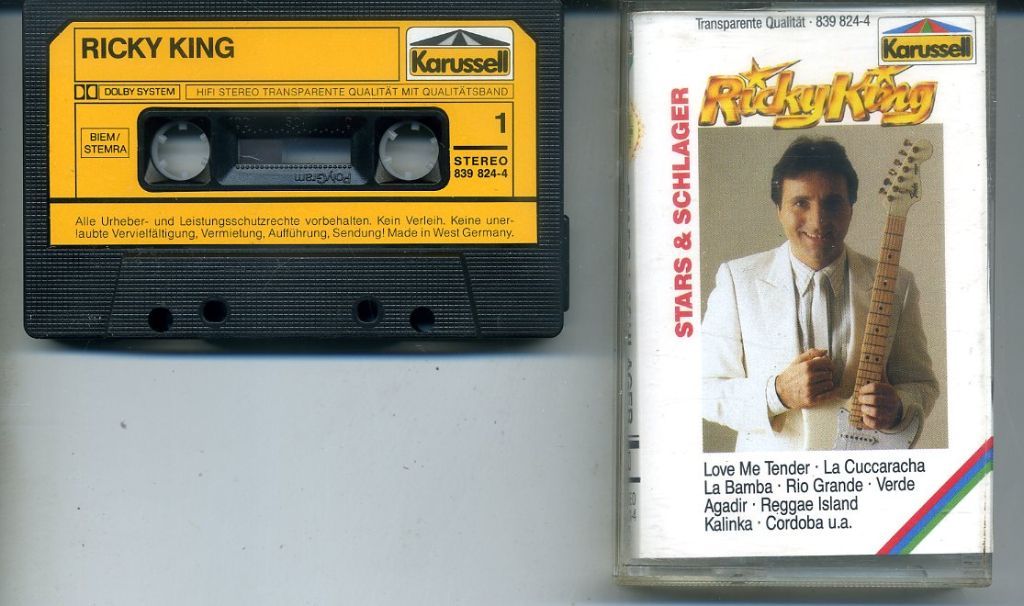 RICKY KING
Karussell
DOLBY SYSTEM
HIFI STEREO TRANSPARENTE QUALITÄT MIT QUALITÄTSBAND
BIEM/
STEMRA
1
STEREO
839 824-4
PolyGram
Alle Urheber- und Leistungsschutzrechte vorbehalten. Kein Verleih. Keine uner-
laubte Vervielfältigung, Vermietung, Aufführung, Sendung! Made in West Germany.
Transparente Qualität · 839 824-4
Karussell
Ricky King
STARS & SCHLAGER
Love Me Tender · La Cuccaracha
La Bamba · Rio Grande · Verde
Agadir · Reggae Island
Kalinka · Cordoba u.a.